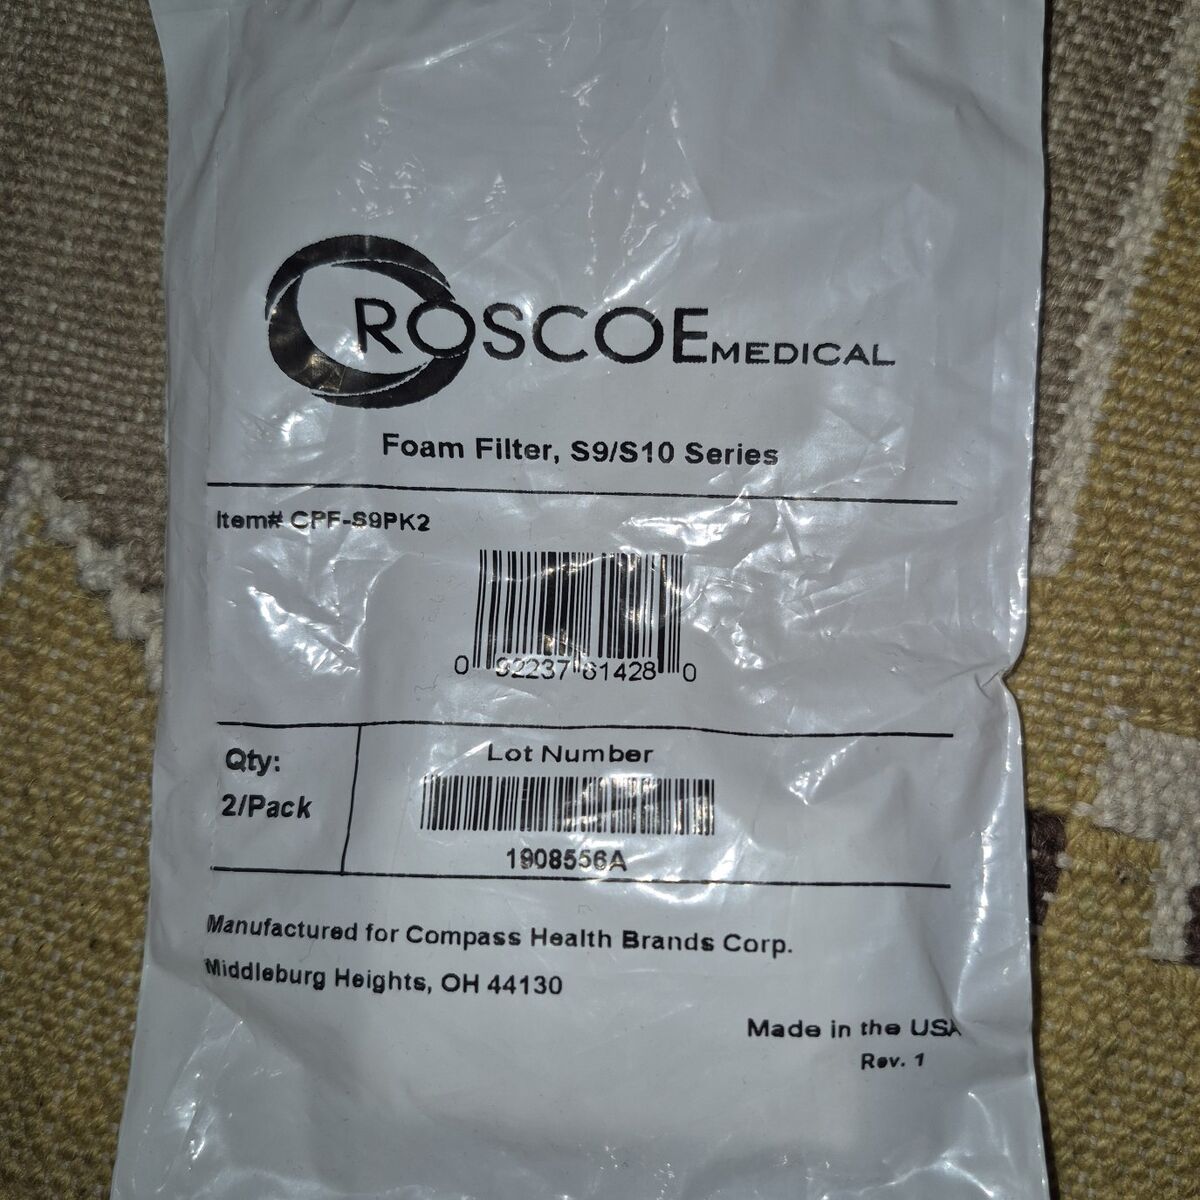 ROSCOE MEDICAL
Foam Filter, S9/S10 Series
Item# CPF-S9PK2
0 92237 61428 0
Qty:
2/Pack
Lot Number
1908556A
Manufactured for Compass Health Brands Corp.
Middleburg Heights, OH 44130
Made in the USA
Rev. 1